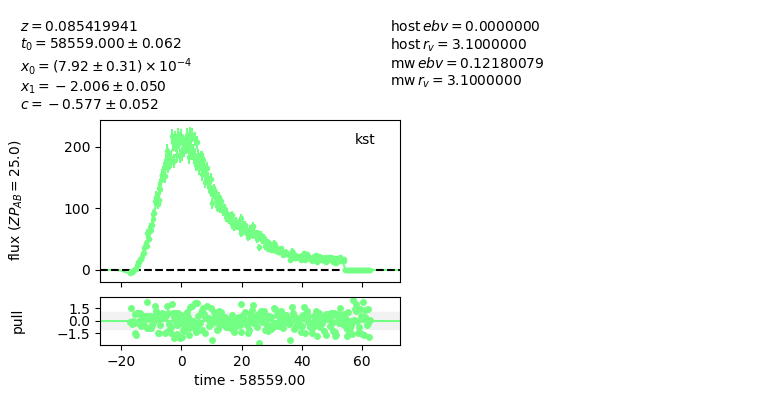 z = 0.085419941
t₀ = 58559.000 ± 0.062
x₀ = (7.92 ± 0.31) × 10⁻⁴
x₁ = −2.006 ± 0.050
c = −0.577 ± 0.052
host ebv = 0.0000000
host r_v = 3.1000000
mw ebv = 0.12180079
mw r_v = 3.1000000
kst
flux (ZP_AB = 25.0)
200
100
0
pull
1.5
0.0
−1.5
−20 0 20 40 60
time - 58559.00